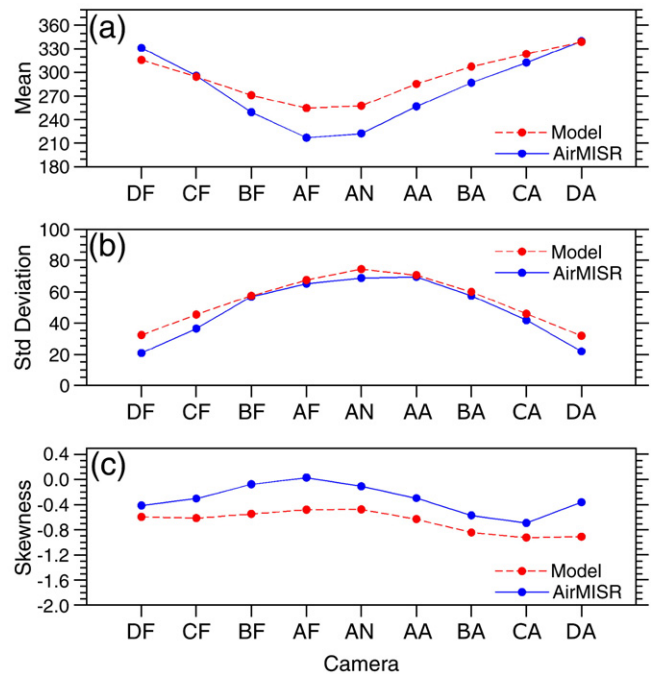 (a)
Mean
360
330
300
270
240
210
180
Model
AirMISR
DF CF BF AF AN AA BA CA DA
(b)
Std Deviation
100
80
60
40
20
0
Model
AirMISR
DF CF BF AF AN AA BA CA DA
(c)
Skewness
0.4
0.0
-0.4
-0.8
-1.2
-1.6
-2.0
Model
AirMISR
DF CF BF AF AN AA BA CA DA
Camera